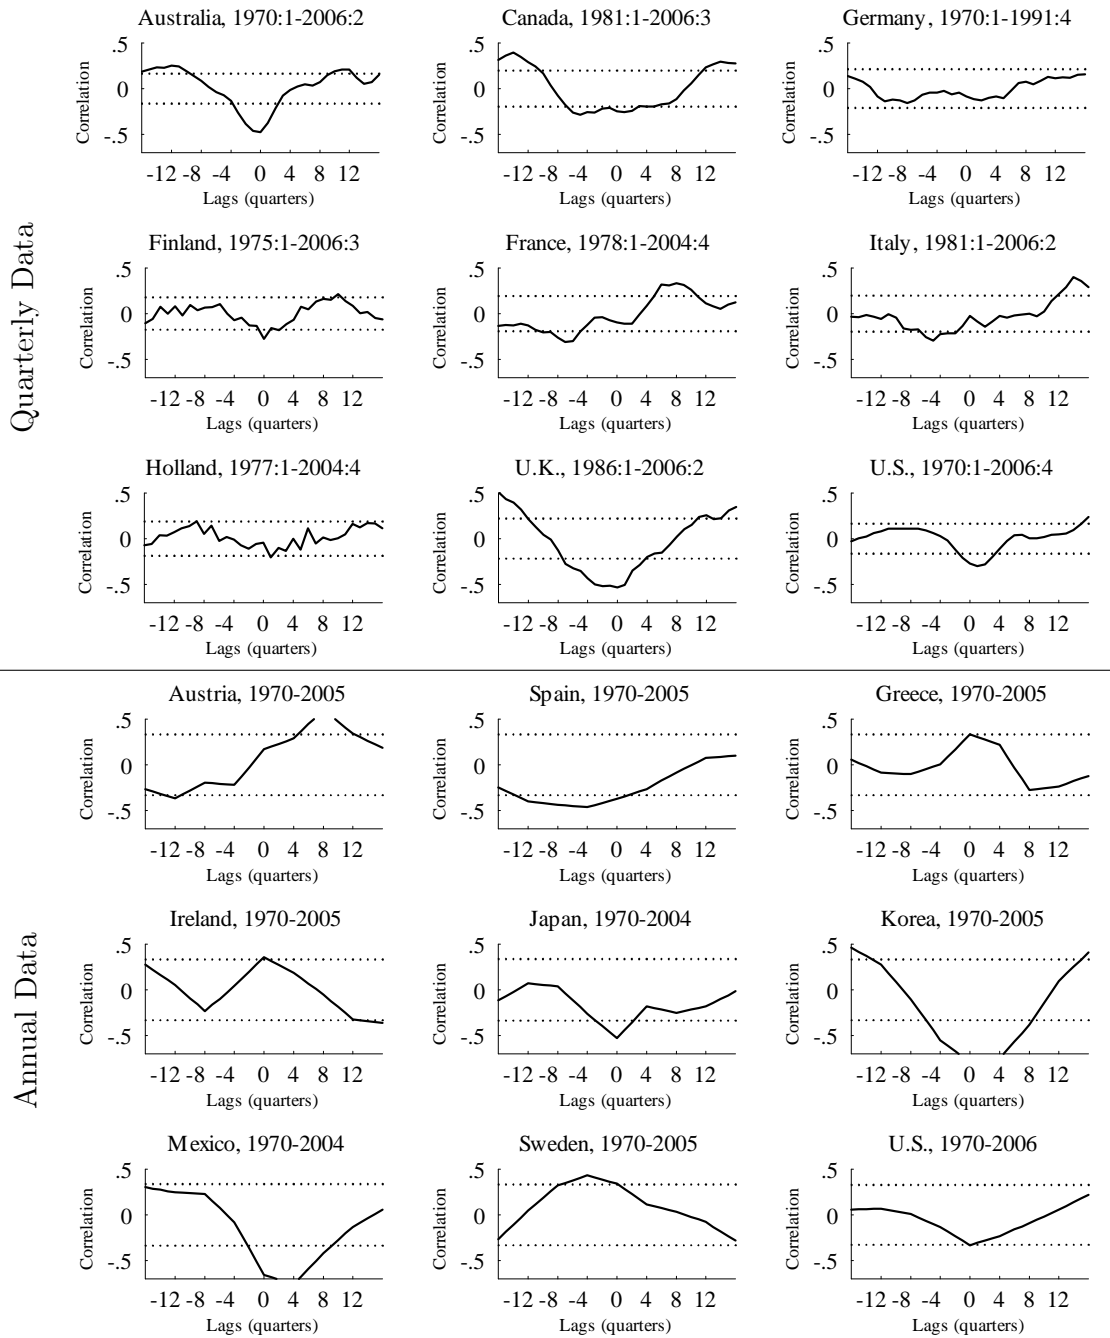 Quarterly Data
Australia, 1970:1-2006:2
Correlation
.5
0
-.5
-12 -8 -4 0 4 8 12
Lags (quarters)
Canada, 1981:1-2006:3
Correlation
.5
0
-.5
-12 -8 -4 0 4 8 12
Lags (quarters)
Germany, 1970:1-1991:4
Correlation
.5
0
-.5
-12 -8 -4 0 4 8 12
Lags (quarters)
Finland, 1975:1-2006:3
Correlation
.5
0
-.5
-12 -8 -4 0 4 8 12
Lags (quarters)
France, 1978:1-2004:4
Correlation
.5
0
-.5
-12 -8 -4 0 4 8 12
Lags (quarters)
Italy, 1981:1-2006:2
Correlation
.5
0
-.5
-12 -8 -4 0 4 8 12
Lags (quarters)
Holland, 1977:1-2004:4
Correlation
.5
0
-.5
-12 -8 -4 0 4 8 12
Lags (quarters)
U.K., 1986:1-2006:2
Correlation
.5
0
-.5
-12 -8 -4 0 4 8 12
Lags (quarters)
U.S., 1970:1-2006:4
Correlation
.5
0
-.5
-12 -8 -4 0 4 8 12
Lags (quarters)
Annual Data
Austria, 1970-2005
Correlation
.5
0
-.5
-12 -8 -4 0 4 8 12
Lags (quarters)
Spain, 1970-2005
Correlation
.5
0
-.5
-12 -8 -4 0 4 8 12
Lags (quarters)
Greece, 1970-2005
Correlation
.5
0
-.5
-12 -8 -4 0 4 8 12
Lags (quarters)
Ireland, 1970-2005
Correlation
.5
0
-.5
-12 -8 -4 0 4 8 12
Lags (quarters)
Japan, 1970-2004
Correlation
.5
0
-.5
-12 -8 -4 0 4 8 12
Lags (quarters)
Korea, 1970-2005
Correlation
.5
0
-.5
-12 -8 -4 0 4 8 12
Lags (quarters)
Mexico, 1970-2004
Correlation
.5
0
-.5
-12 -8 -4 0 4 8 12
Lags (quarters)
Sweden, 1970-2005
Correlation
.5
0
-.5
-12 -8 -4 0 4 8 12
Lags (quarters)
U.S., 1970-2006
Correlation
.5
0
-.5
-12 -8 -4 0 4 8 12
Lags (quarters)